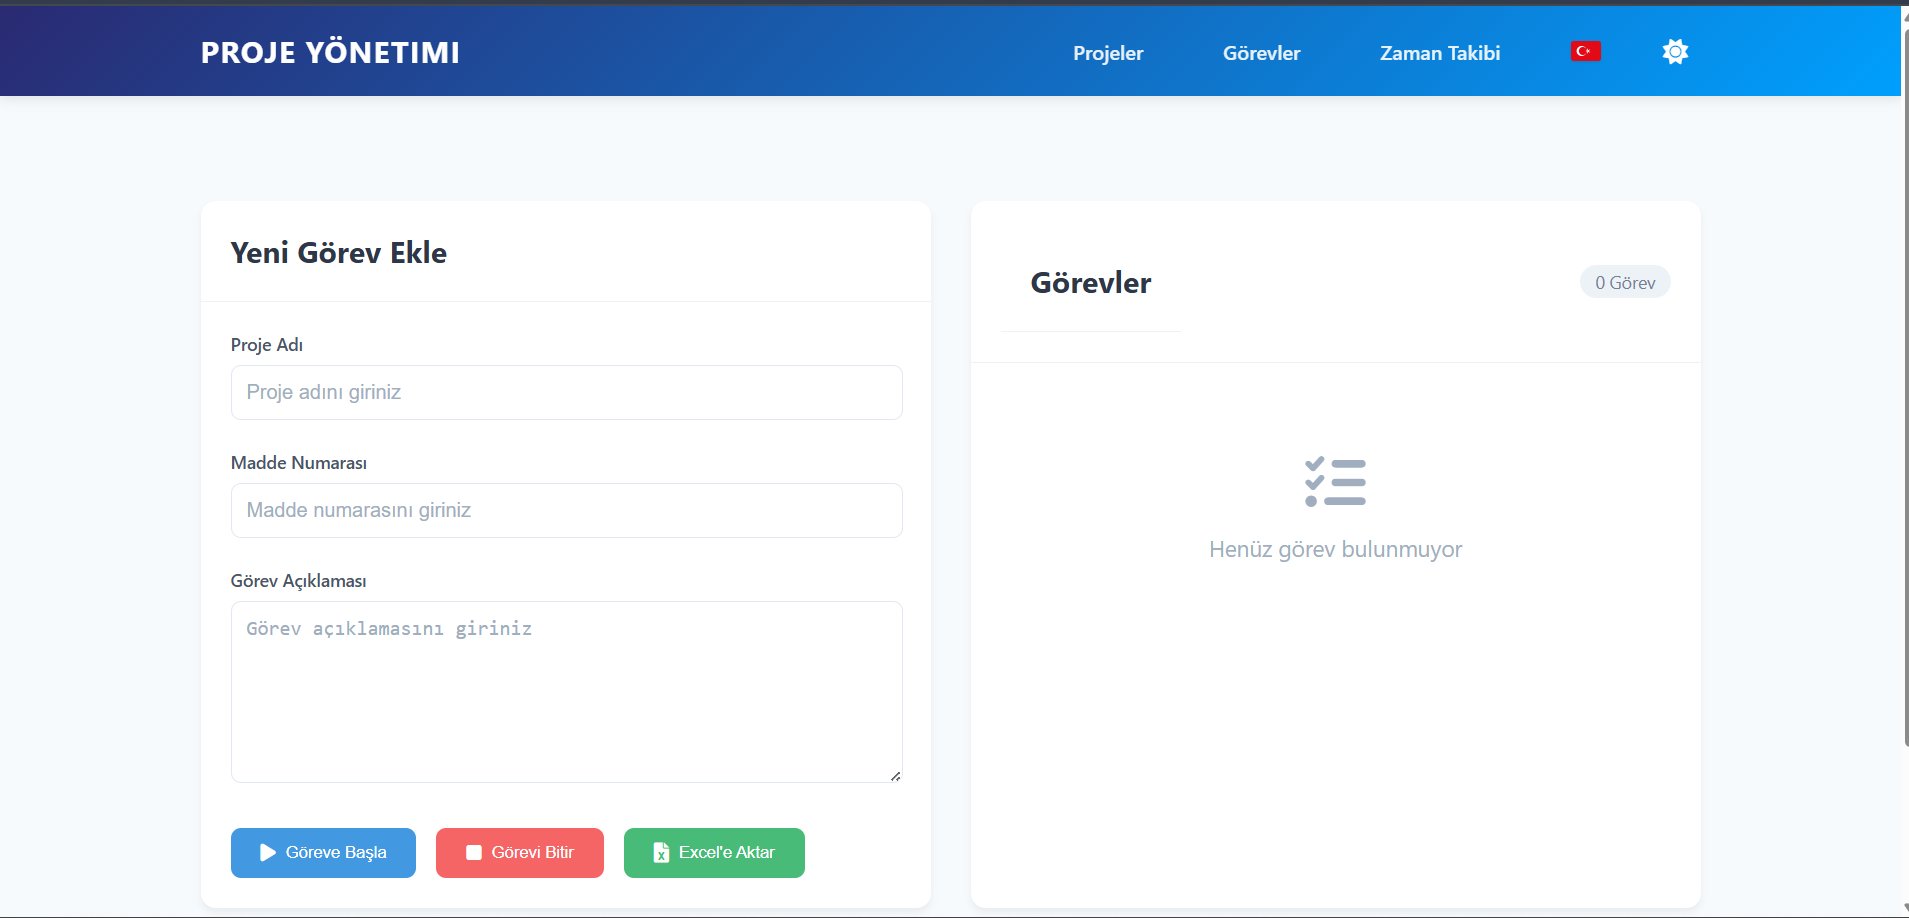 PROJE YÖNETIMI
Projeler
Görevler
Zaman Takibi
Yeni Görev Ekle
Proje Adı
Proje adını giriniz
Madde Numarası
Madde numarasını giriniz
Görev Açıklaması
Görev açıklamasını giriniz
Göreve Başla
Görevi Bitir
Excel'e Aktar
Görevler
0 Görev
Henüz görev bulunmuyor